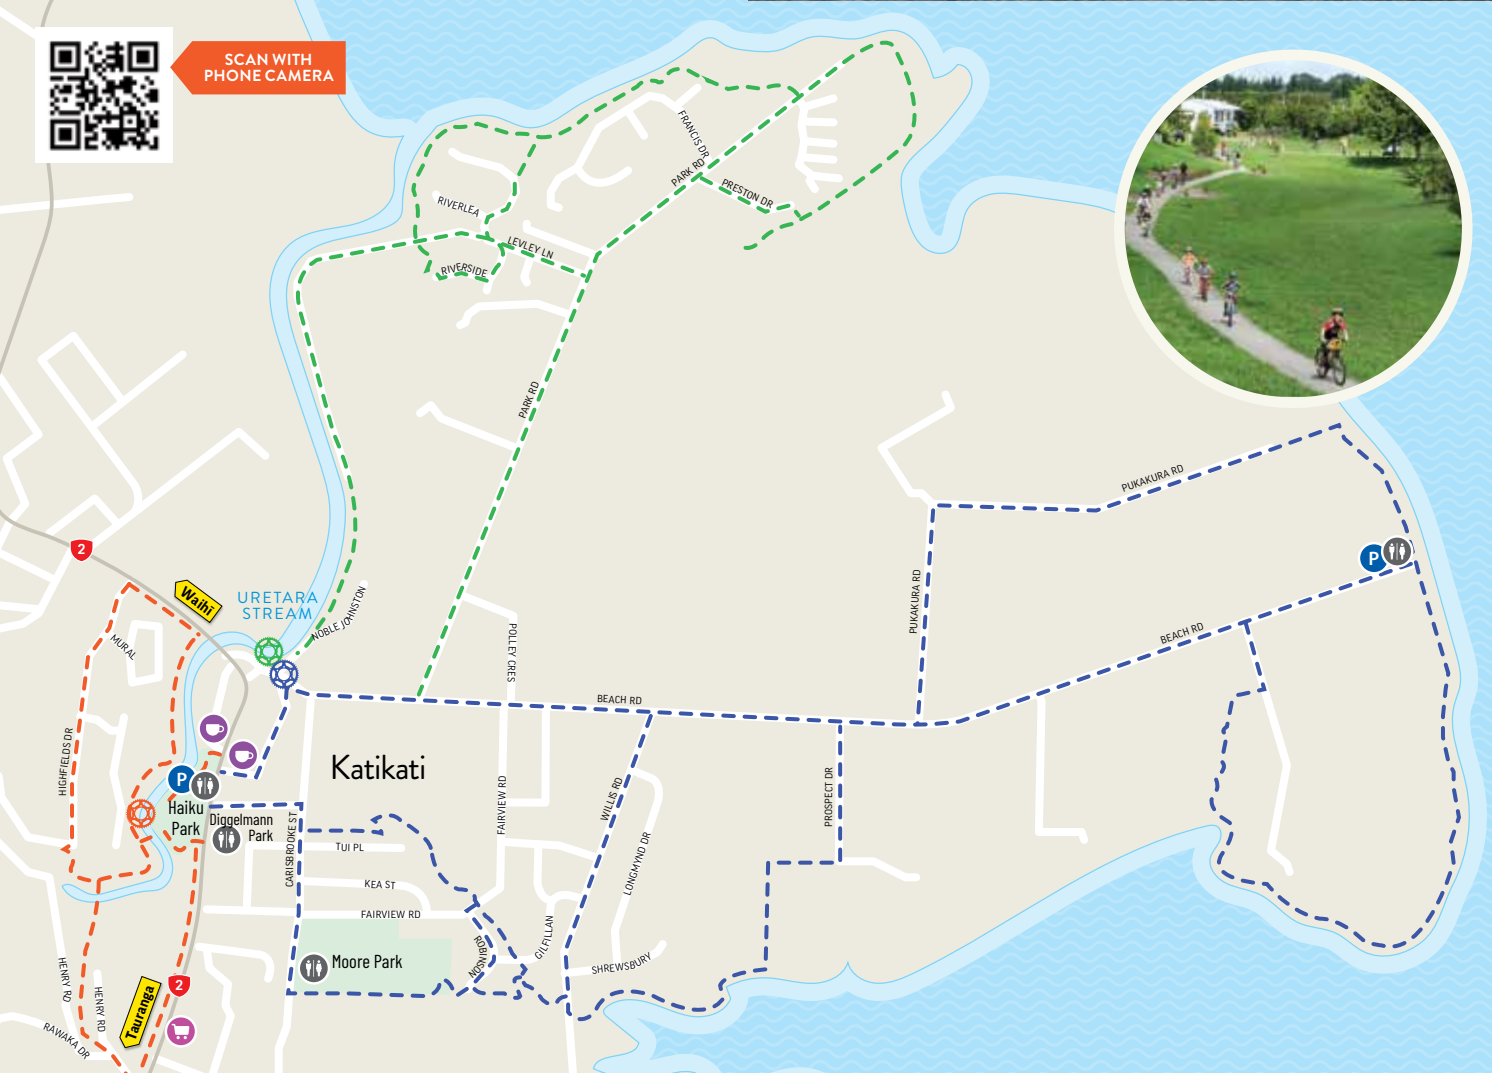 SCAN WITH
PHONE CAMERA
FRANCIS DR
PARK RD
PRESTON DR
RIVERLEA
LEVLEY LN
RIVERSIDE
PARK RD
PUKAKURA RD
2
Waihī
URETARA
STREAM
NOBLE JOHNSTON
P
PUKAKURA RD
MURAL
POLLEY CRES
BEACH RD
BEACH RD
HIGHFIELDS DR
Katikati
P
Haiku
Park
Diggelmann
Park
CARISBROOKE ST
TUI PL
FAIRVIEW RD
WILLIS RD
PROSPECT DR
LONGMYND DR
KEA ST
FAIRVIEW RD
ROBINSON
GILFILLAN
Moore Park
SHREWSBURY
HENRY RD
HENRY RD
2
Tauranga
RAWAKA DR